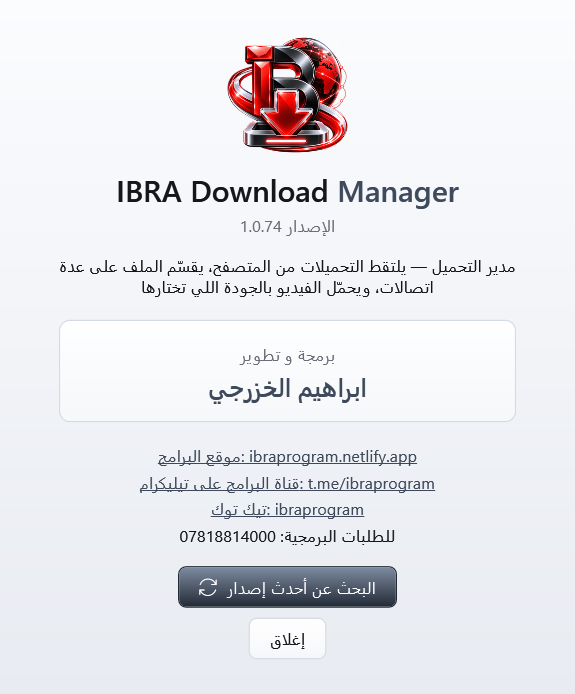 IBRA Download Manager
الإصدار 1.0.74
مدير التحميل — يلتقط التحميلات من المتصفح، يقسّم الملف على عدة
اتصالات، ويحمّل الفيديو بالجودة اللي تختارها
برمجة و تطوير
ابراهيم الخزرجي
موقع البرامج: ibraprogram.netlify.app
قناة البرامج على تيليكرام: t.me/ibraprogram
تيك توك: ibraprogram
للطلبات البرمجية: 07818814000
البحث عن أحدث إصدار
إغلاق